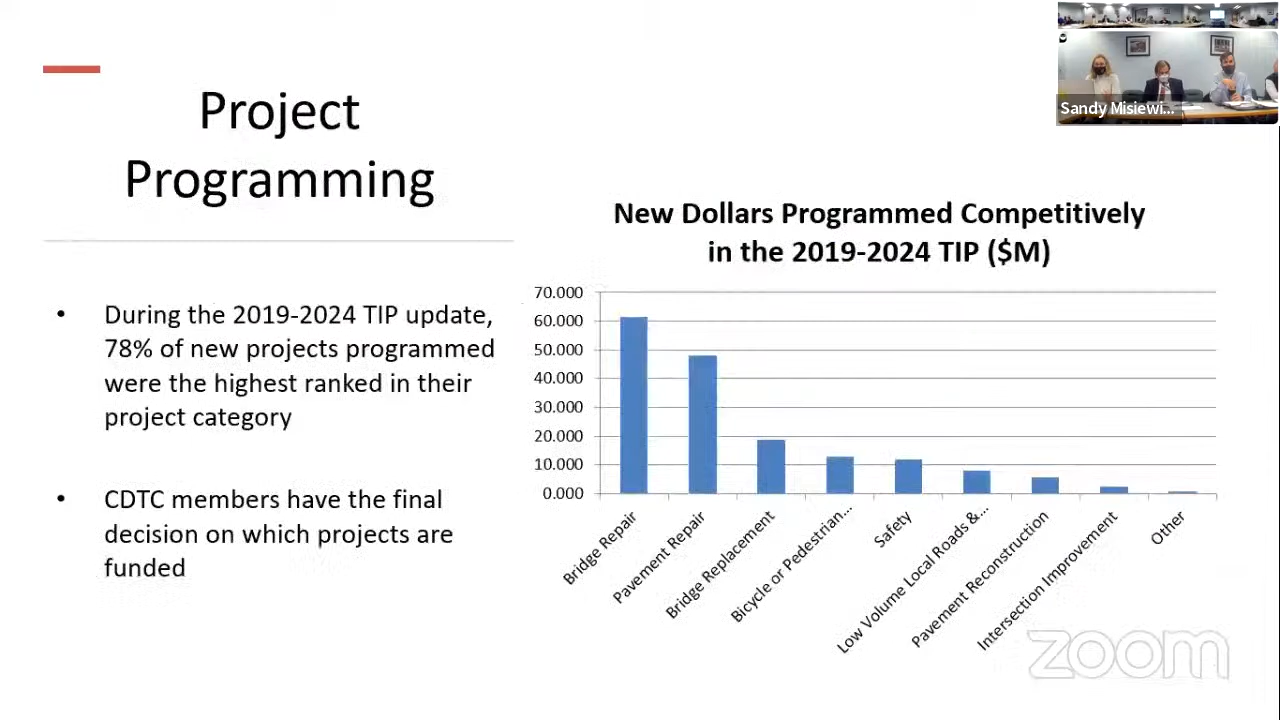 Project
Programming
Sandy Misiewi...
New Dollars Programmed Competitively
in the 2019-2024 TIP ($M)
• During the 2019-2024 TIP update,
78% of new projects programmed
were the highest ranked in their
project category
• CDTC members have the final
decision on which projects are
funded
70.000
60.000
50.000
40.000
30.000
20.000
10.000
0.000
Bridge Repair
Pavement Repair
Bridge Replacement
Bicycle or Pedestrian...
Safety
Low Volume Local Roads &...
Pavement Reconstruction
Intersection Improvement
Other
zoom